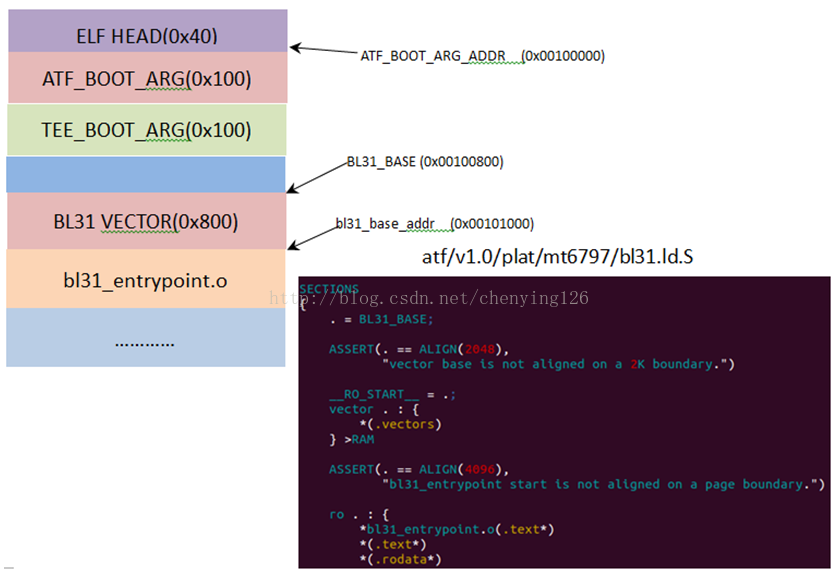 ELF HEAD(0x40)
ATF_BOOT_ARG_ADDR (0x00100000)
ATF_BOOT_ARG(0x100)
TEE_BOOT_ARG(0x100)
BL31_BASE (0x00100800)
BL31 VECTOR(0x800)
bl31_base_addr (0x00101000)
atf/v1.0/plat/mt6797/bl31.ld.S
bl31_entrypoint.o
…………
http://blog.csdn.net/chenying126
SECTIONS
{
. = BL31_BASE;
ASSERT(. == ALIGN(2048),
"vector base is not aligned on a 2K boundary.")
__RO_START__ = .;
vector . : {
*(.vectors)
} >RAM
ASSERT(. == ALIGN(4096),
"bl31_entrypoint start is not aligned on a page boundary.")
ro . : {
*bl31_entrypoint.o(.text*)
*(.text*)
*(.rodata*)